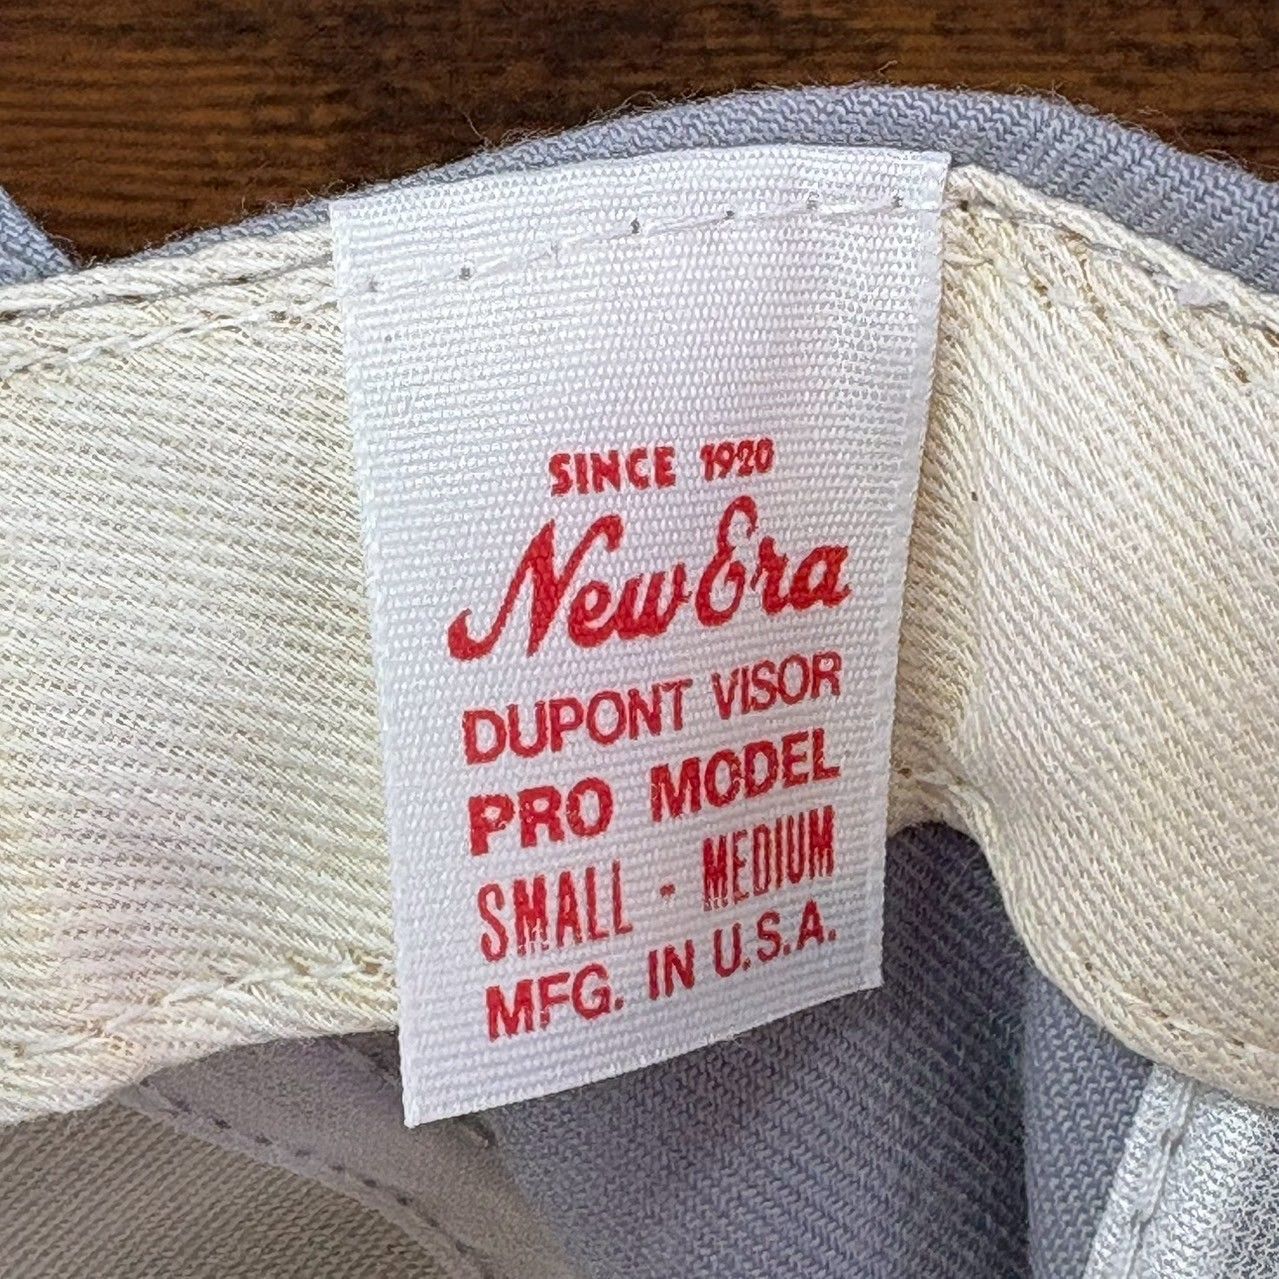 SINCE 1920
New Era
DUPONT VISOR
PRO MODEL
SMALL - MEDIUM
MFG. IN U.S.A.